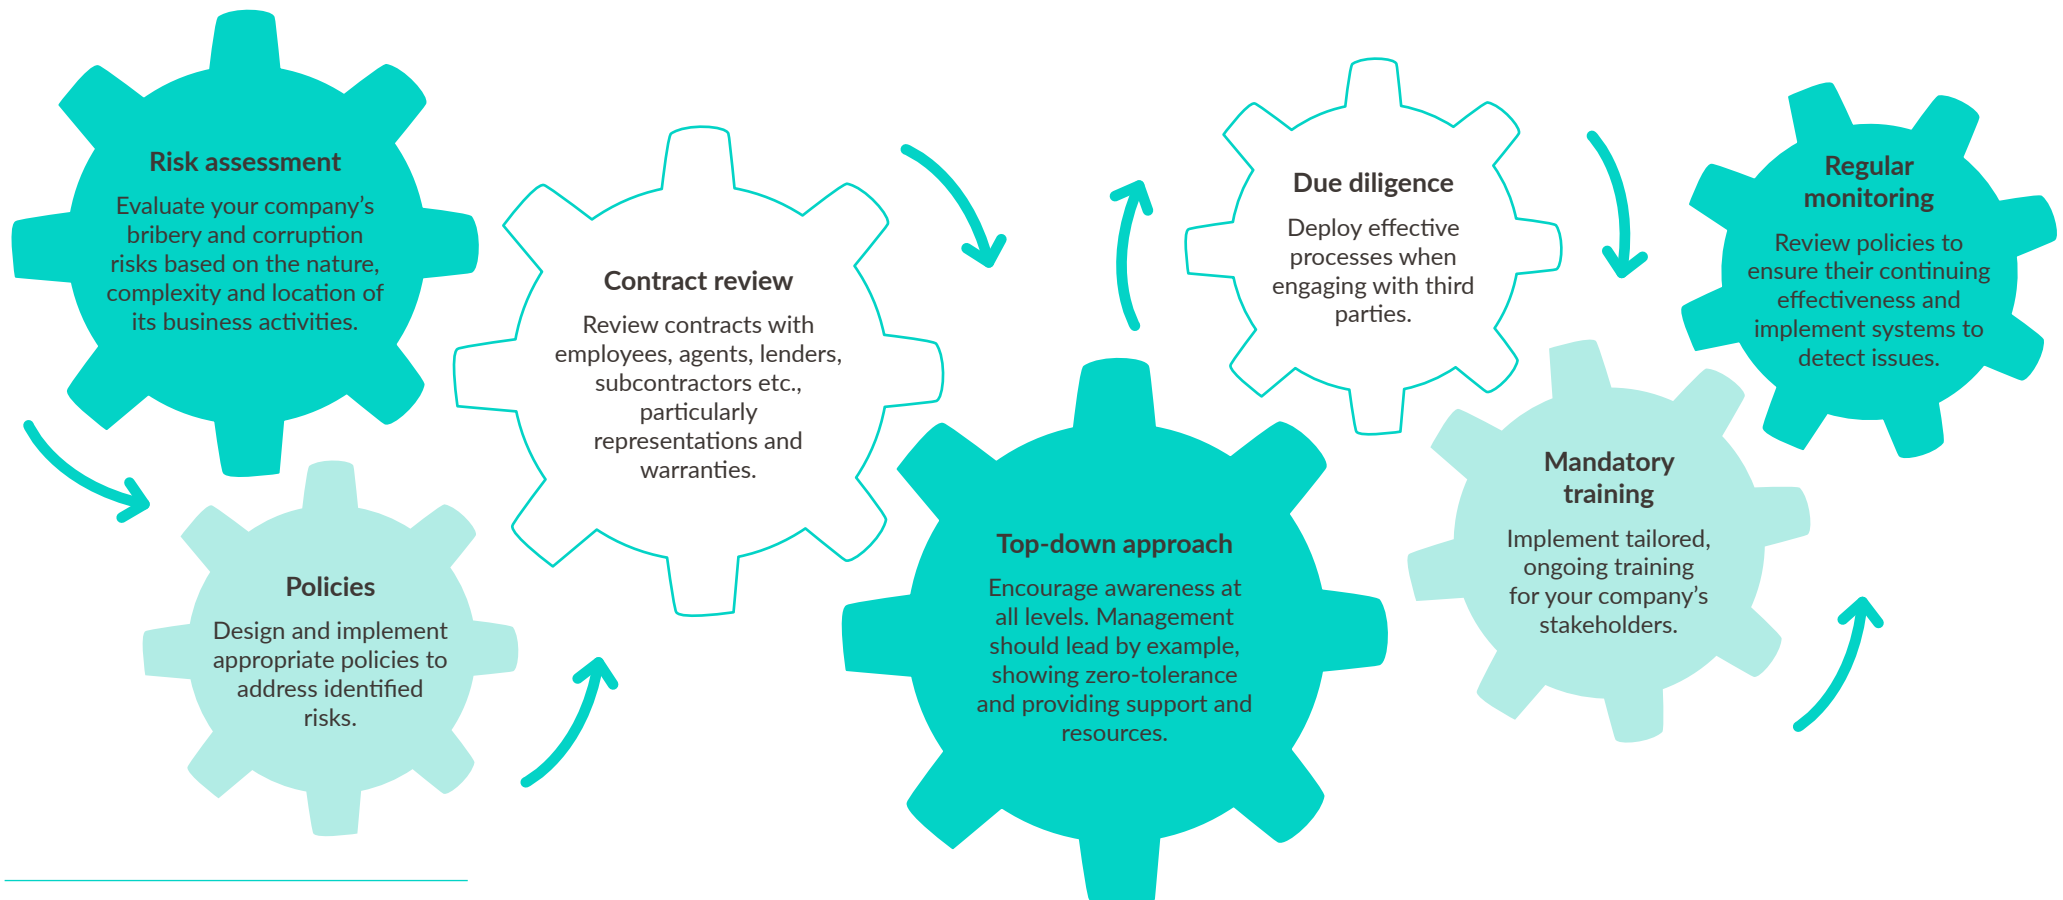 Risk assessment
Evaluate your company’s
bribery and corruption
risks based on the nature,
complexity and location of
its business activities.
Policies
Design and implement
appropriate policies to
address identified
risks.
Contract review
Review contracts with
employees, agents, lenders,
subcontractors etc.,
particularly
representations and
warranties.
Top-down approach
Encourage awareness at
all levels. Management
should lead by example,
showing zero-tolerance
and providing support and
resources.
Due diligence
Deploy effective
processes when
engaging with third
parties.
Mandatory
training
Implement tailored,
ongoing training
for your company’s
stakeholders.
Regular
monitoring
Review policies to
ensure their continuing
effectiveness and
implement systems to
detect issues.